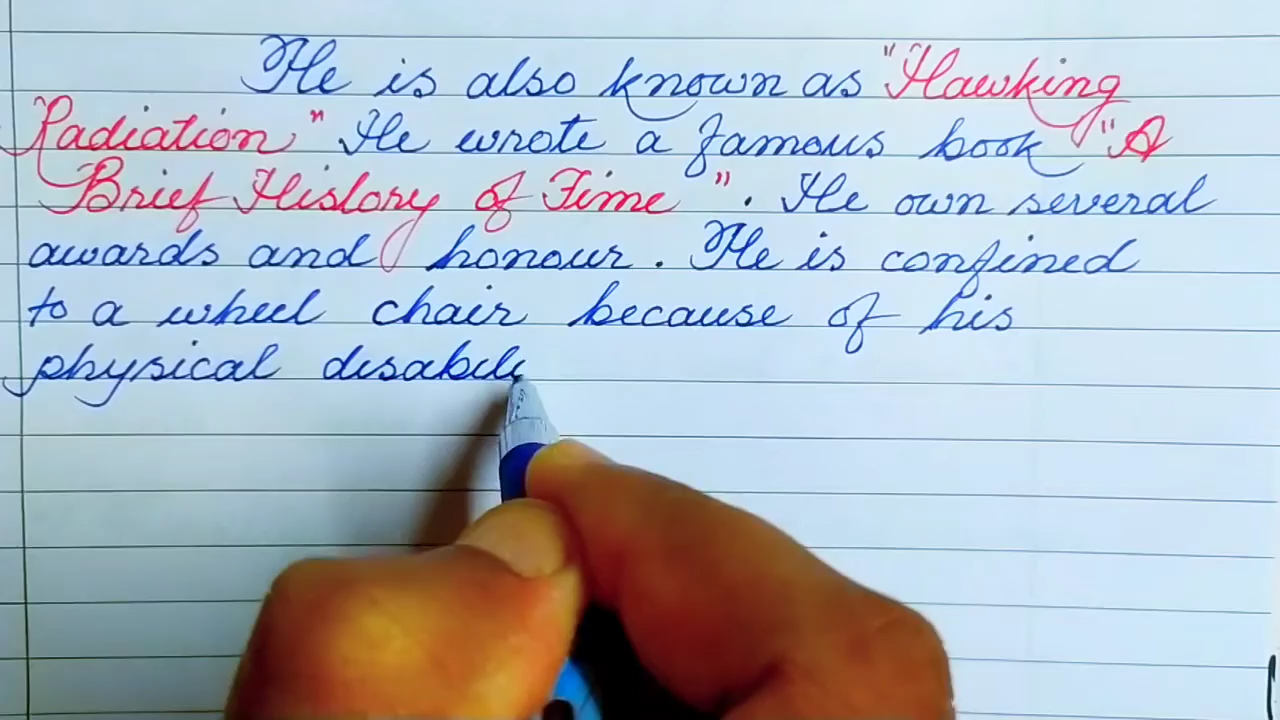 He is also known as "Hawking
Radiation" He wrote a famous book "A
Brief History of Time". He own several
awards and honour. He is confined
to a wheel chair because of his
physical disabili